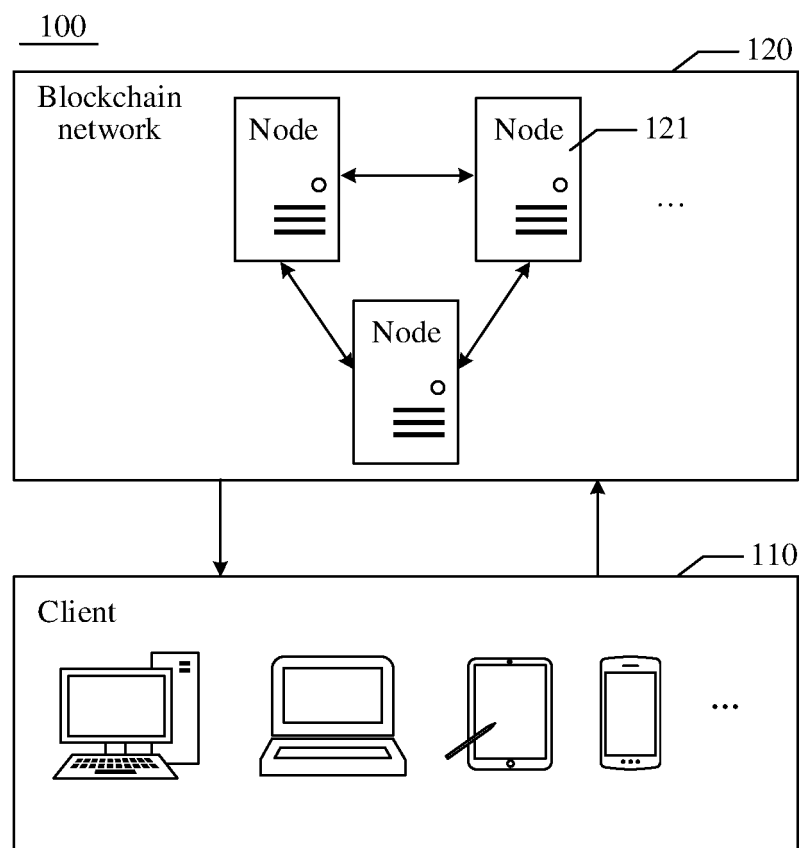 100
120
Blockchain
network
Node
Node
121
...
Node
110
Client
...